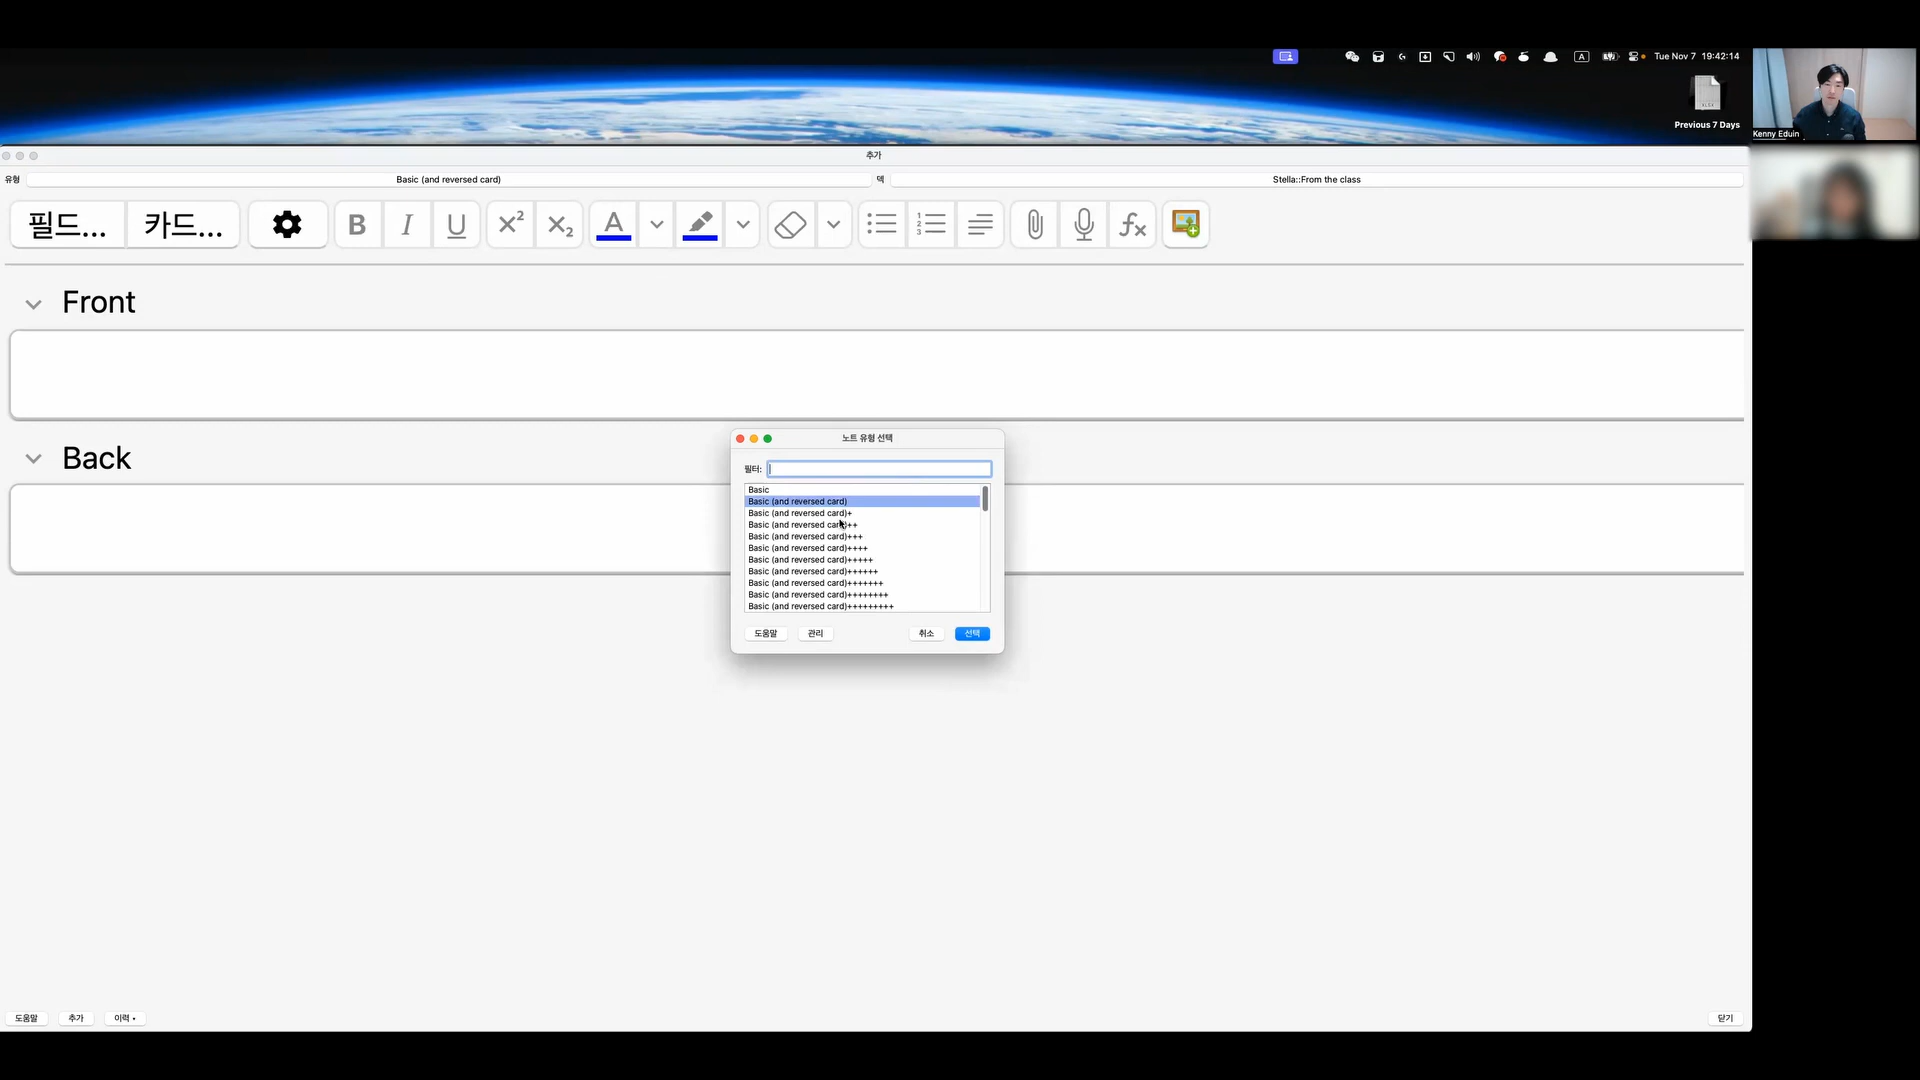 Tue Nov 7 19:42:14
Previous 7 Days
Kenny Eduin
추가
유형 Basic (and reversed card) 덱 Stella::From the class
필드... 카드... B I U X² X₂ A fx
Front
Back
노트 유형 선택
필터:
Basic
Basic (and reversed card)
Basic (and reversed card)+
Basic (and reversed card)++
Basic (and reversed card)+++
Basic (and reversed card)++++
Basic (and reversed card)+++++
Basic (and reversed card)++++++
Basic (and reversed card)+++++++
Basic (and reversed card)++++++++
Basic (and reversed card)+++++++++
도움말 관리 취소 선택
도움말 추가 이력 닫기